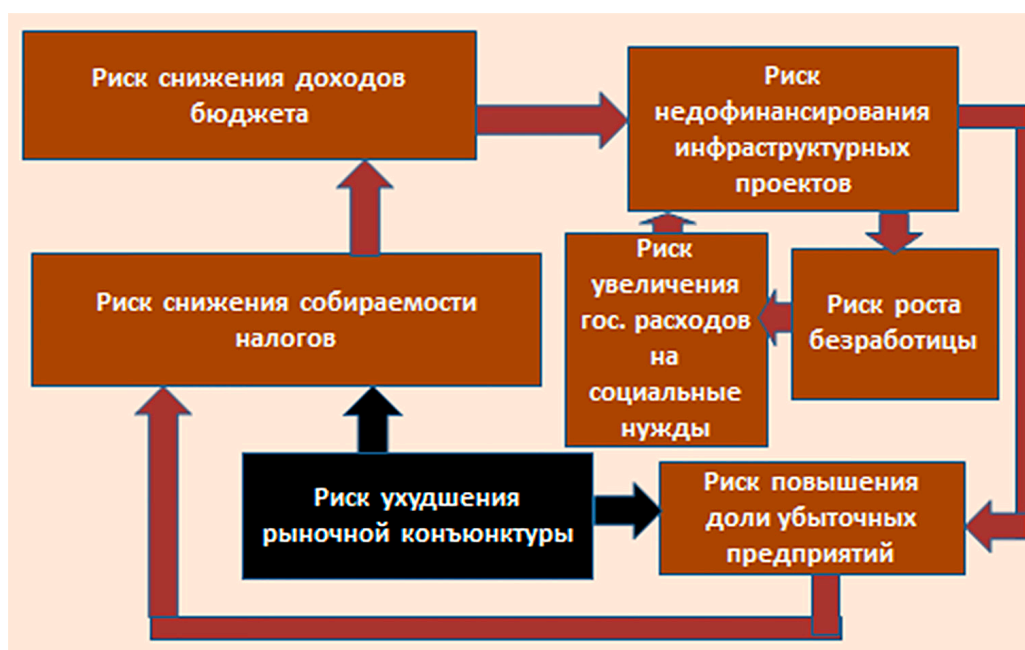 Риск снижения доходов
бюджета
Риск
недофинансирования
инфраструктурных
проектов
Риск снижения собираемости
налогов
Риск
увеличения
гос. расходов
на
социальные
нужды
Риск роста
безработицы
Риск ухудшения
рыночной конъюнктуры
Риск повышения
доли убыточных
предприятий